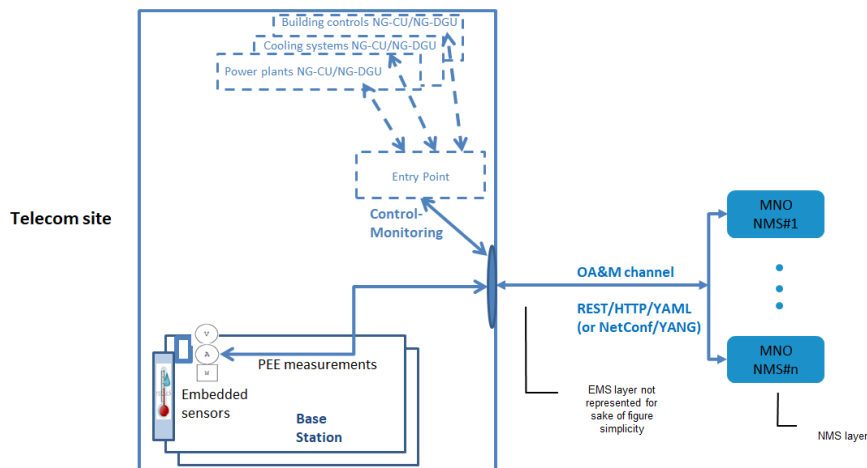 Building controls NG-CU/NG-DGU
Cooling systems NG-CU/NG-DGU
Power plants NG-CU/NG-DGU
Entry Point
Control-
Monitoring
Telecom site
MNO
NMS#1
OA&M channel
REST/HTTP/YAML
(or NetConf/YANG)
MNO
NMS#n
V
A
W
PEE measurements
Embedded
sensors
Base
Station
EMS layer not
represented for
sake of figure
simplicity
NMS layer